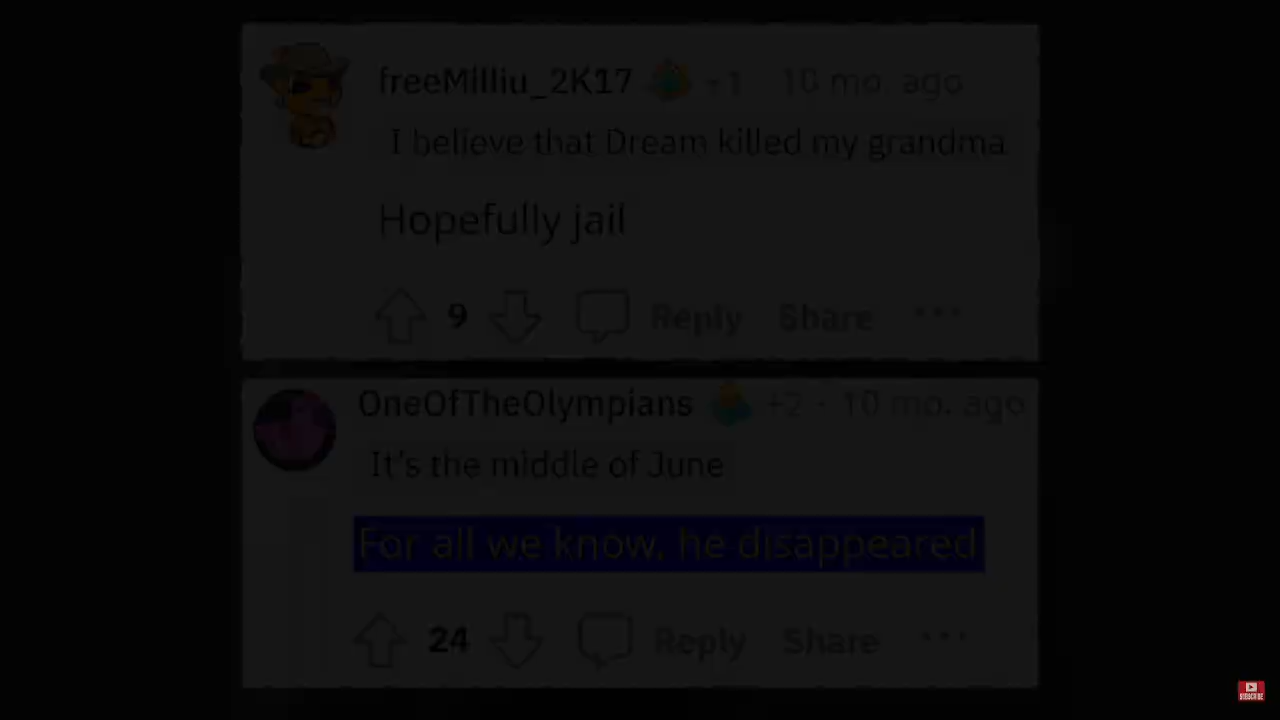 freeMilliu_2K17 +1 10 mo. ago
I believe that Dream killed my grandma
Hopefully jail
9 Reply Share ...
OneOfTheOlympians +2 · 10 mo. ago
It's the middle of June
For all we know, he disappeared
24 Reply Share ...
SUBSCRIBE